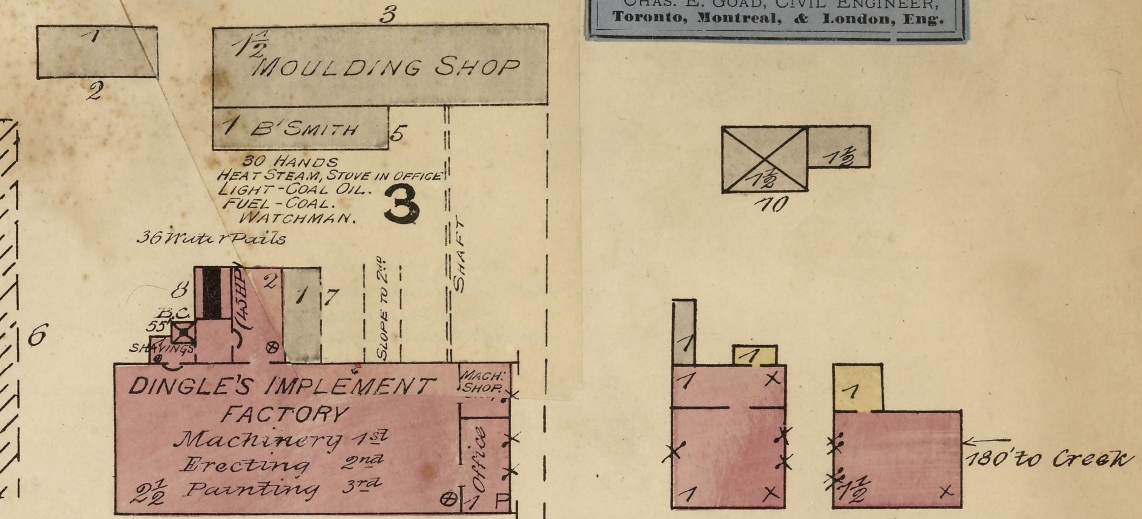 CHAS. E. GOAD, CIVIL ENGINEER,
Toronto, Montreal, & London, Eng.
3
1
2
1½
MOULDING SHOP
1 B'SMITH
5
30 HANDS
HEAT STEAM, STOVE IN OFFICE
LIGHT - COAL OIL.
FUEL - COAL.
WATCHMAN.
3
36 Water Pails
SHAFT
SLOPE TO 2ND
1½
1½
10
8
(45HP)
2
1
7
B.C.
55'
SHAVINGS
6
DINGLE'S IMPLEMENT
FACTORY
Machinery 1st
Erecting 2nd
2½ Painting 3rd
MACH:
SHOP.
Office
1
P
1
1
1
1
1
1½
180' to Creek